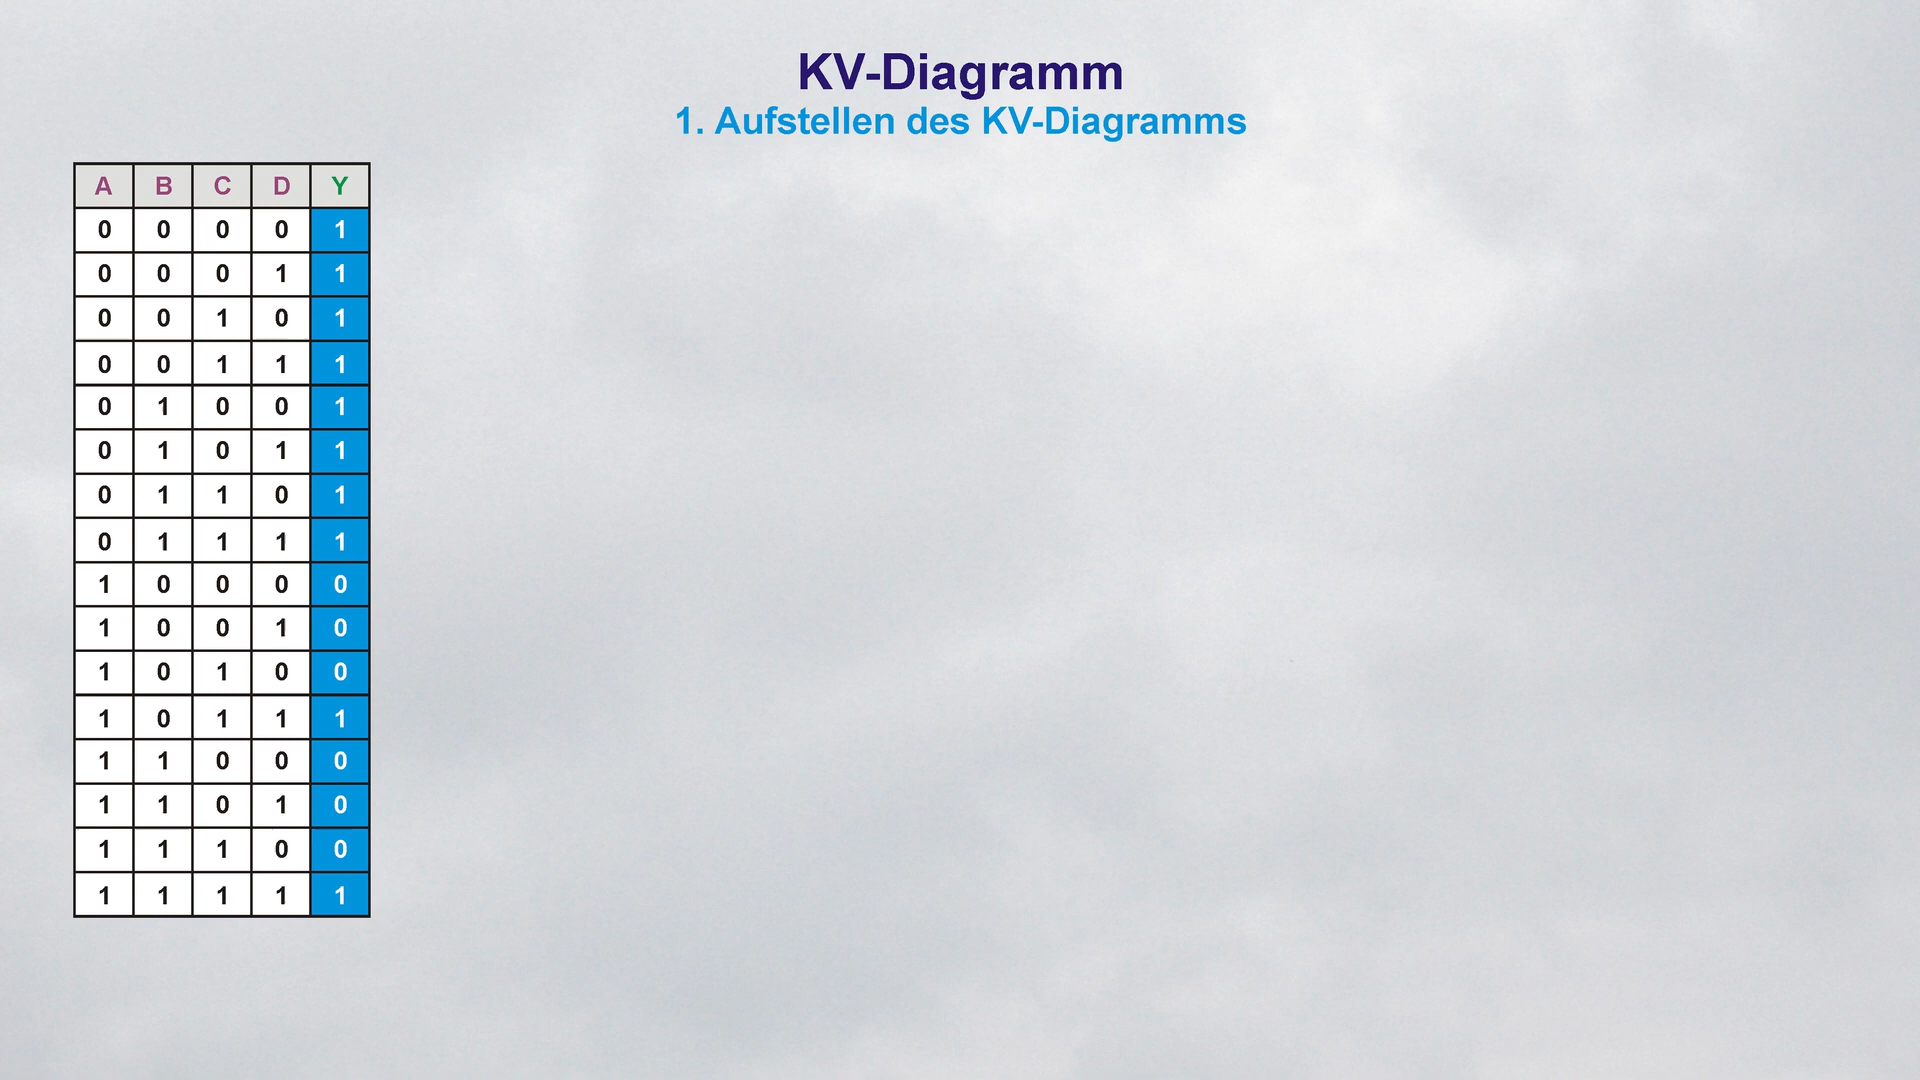 KV-Diagramm
1. Aufstellen des KV-Diagramms
A B C D Y
0 0 0 0 1
0 0 0 1 1
0 0 1 0 1
0 0 1 1 1
0 1 0 0 1
0 1 0 1 1
0 1 1 0 1
0 1 1 1 1
1 0 0 0 0
1 0 0 1 0
1 0 1 0 0
1 0 1 1 1
1 1 0 0 0
1 1 0 1 0
1 1 1 0 0
1 1 1 1 1